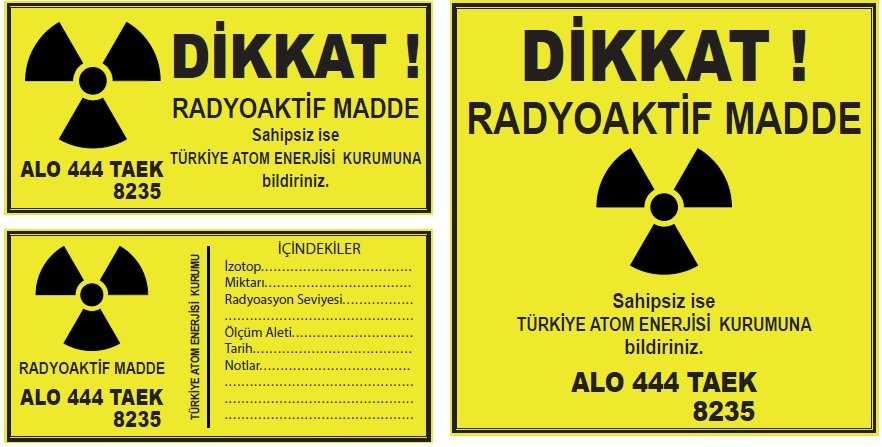 DİKKAT !
RADYOAKTİF MADDE
Sahipsiz ise
TÜRKİYE ATOM ENERJİSİ KURUMUNA
bildiriniz.
ALO 444 TAEK
8235
RADYOAKTİF MADDE
ALO 444 TAEK
8235
TÜRKİYE ATOM ENERJİSİ KURUMU
İÇİNDEKİLER
İzotop....................................
Miktarı...................................
Radyoasyon Seviyesi.................
.............................................
Ölçüm Aleti.............................
Tarih......................................
Notlar....................................
.............................................
.............................................
.............................................
DİKKAT !
RADYOAKTİF MADDE
Sahipsiz ise
TÜRKİYE ATOM ENERJİSİ KURUMUNA
bildiriniz.
ALO 444 TAEK
8235